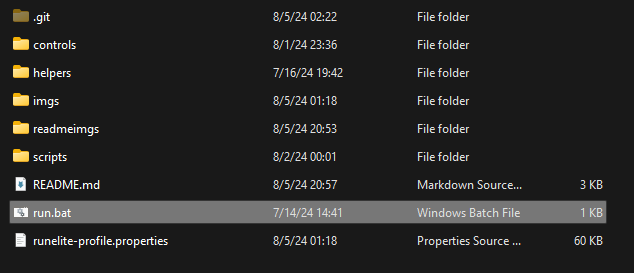 .git 8/5/24 02:22 File folder
controls 8/1/24 23:36 File folder
helpers 7/16/24 19:42 File folder
imgs 8/5/24 01:18 File folder
readmeimgs 8/5/24 20:53 File folder
scripts 8/2/24 00:01 File folder
README.md 8/5/24 20:57 Markdown Source... 3 KB
run.bat 7/14/24 14:41 Windows Batch File 1 KB
runelite-profile.properties 8/5/24 01:18 Properties Source ... 60 KB